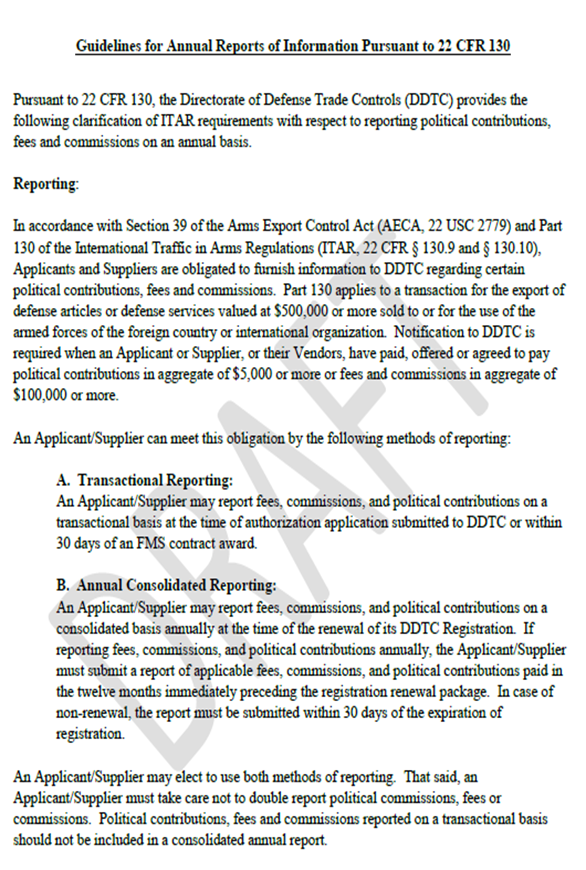 Guidelines for Annual Reports of Information Pursuant to 22 CFR 130
Pursuant to 22 CFR 130, the Directorate of Defense Trade Controls (DDTC) provides the
following clarification of ITAR requirements with respect to reporting political contributions,
fees and commissions on an annual basis.
Reporting:
In accordance with Section 39 of the Arms Export Control Act (AECA, 22 USC 2779) and Part
130 of the International Traffic in Arms Regulations (ITAR, 22 CFR § 130.9 and § 130.10),
Applicants and Suppliers are obligated to furnish information to DDTC regarding certain
political contributions, fees and commissions.  Part 130 applies to a transaction for the export of
defense articles or defense services valued at $500,000 or more sold to or for the use of the
armed forces of the foreign country or international organization.  Notification to DDTC is
required when an Applicant or Supplier, or their Vendors, have paid, offered or agreed to pay
political contributions in aggregate of $5,000 or more or fees and commissions in aggregate of
$100,000 or more.
An Applicant/Supplier can meet this obligation by the following methods of reporting:
A.  Transactional Reporting:
An Applicant/Supplier may report fees, commissions, and political contributions on a
transactional basis at the time of authorization application submitted to DDTC or within
30 days of an FMS contract award.
B.  Annual Consolidated Reporting:
An Applicant/Supplier may report fees, commissions, and political contributions on a
consolidated basis annually at the time of the renewal of its DDTC Registration.  If
reporting fees, commissions, and political contributions annually, the Applicant/Supplier
must submit a report of applicable fees, commissions, and political contributions paid in
the twelve months immediately preceding the registration renewal package.  In case of
non-renewal, the report must be submitted within 30 days of the expiration of
registration.
An Applicant/Supplier may elect to use both methods of reporting.  That said, an
Applicant/Supplier must take care not to double report political commissions, fees or
commissions.  Political contributions, fees and commissions reported on a transactional basis
should not be included in a consolidated annual report.
DRAFT